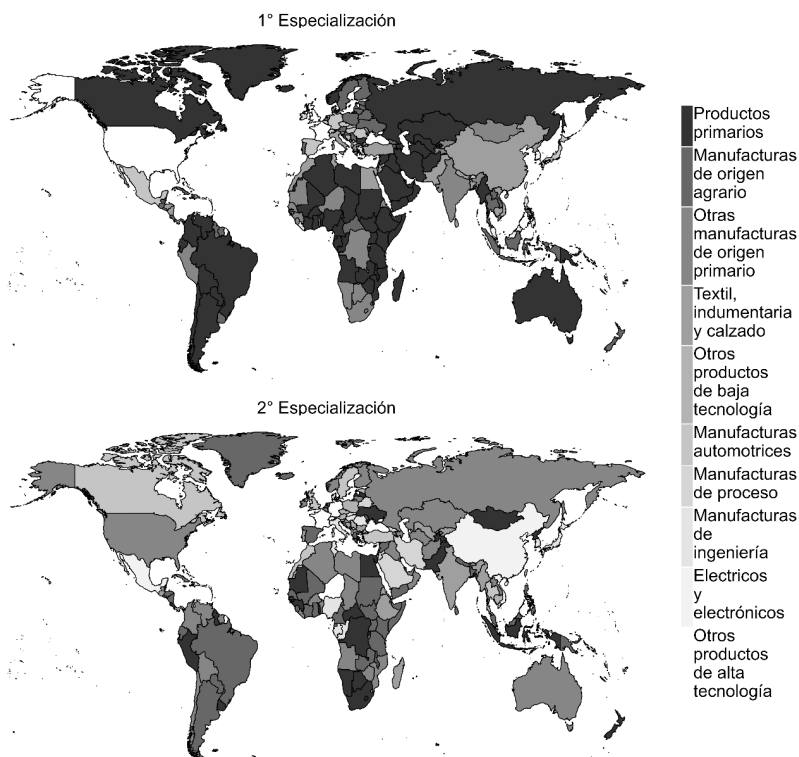 1° Especialización
Productos
primarios
Manufacturas
de origen
agrario
Otras
manufacturas
de origen
primario
Textil,
indumentaria
y calzado
Otros
productos
de baja
tecnología
Manufacturas
automotrices
Manufacturas
de proceso
Manufacturas
de
ingeniería
Electricos
y
electrónicos
Otros
productos
de alta
tecnología
2° Especialización